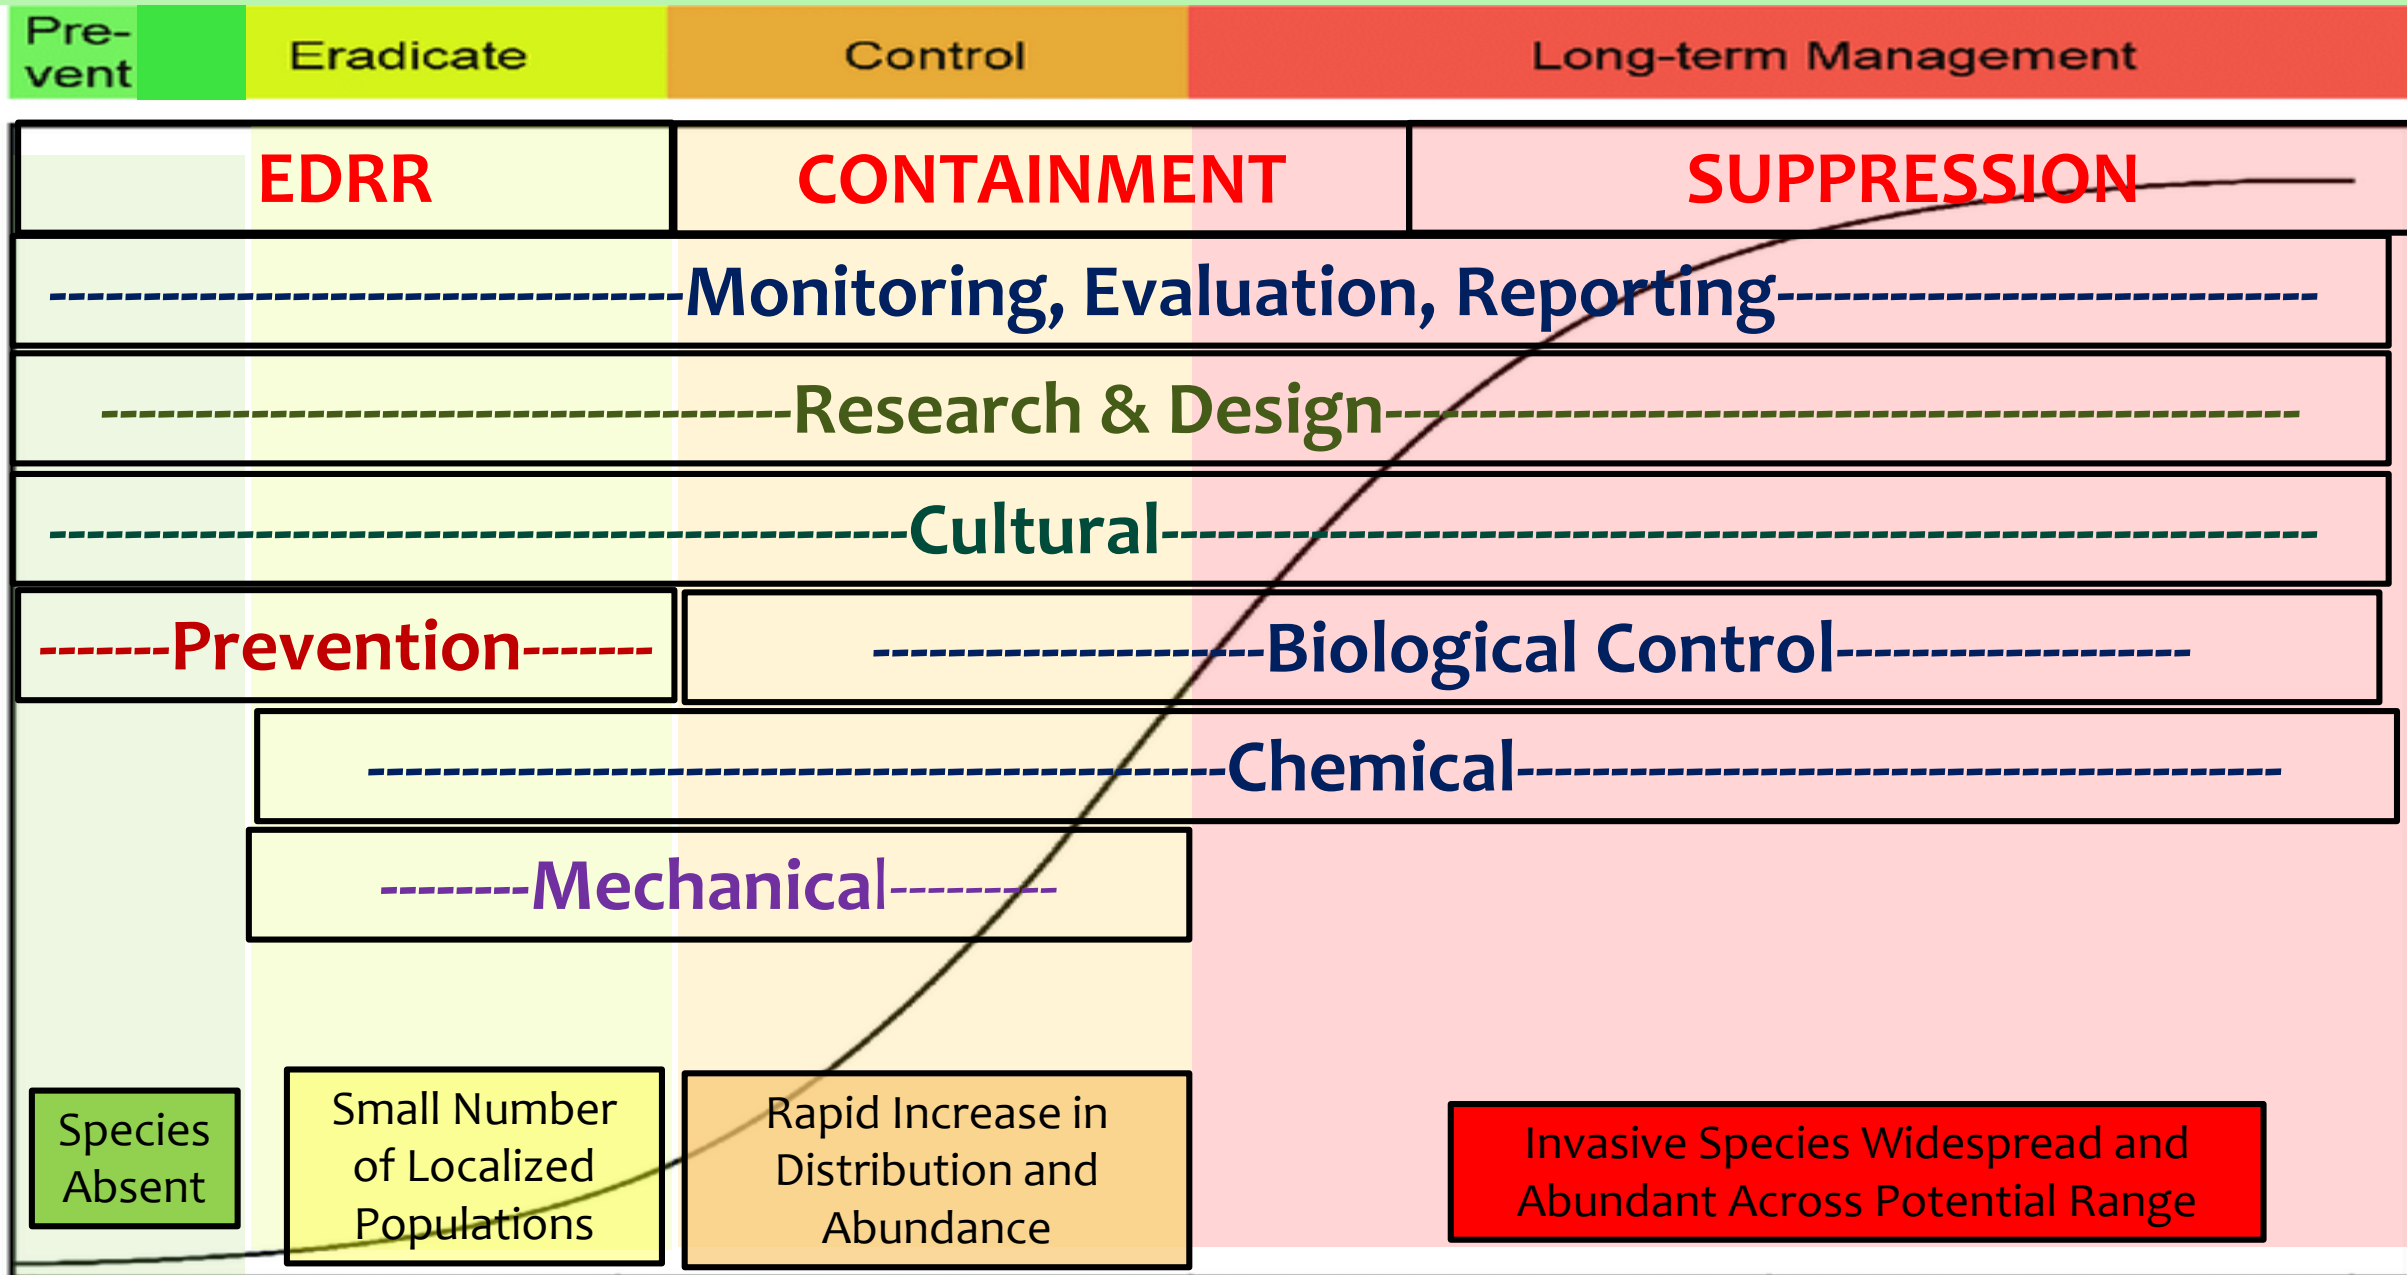 Pre-
vent
Eradicate
Control
Long-term Management
EDRR
CONTAINMENT
SUPPRESSION
----------------------------------Monitoring, Evaluation, Reporting-----------------------------
-------------------------------------Research & Design-------------------------------------------------
----------------------------------------------Cultural--------------------------------------------------------------
-------Prevention-------
---------------------Biological Control-------------------
----------------------------------------------Chemical-----------------------------------------
--------Mechanical---------
Species
Absent
Small Number
of Localized
Populations
Rapid Increase in
Distribution and
Abundance
Invasive Species Widespread and
Abundant Across Potential Range